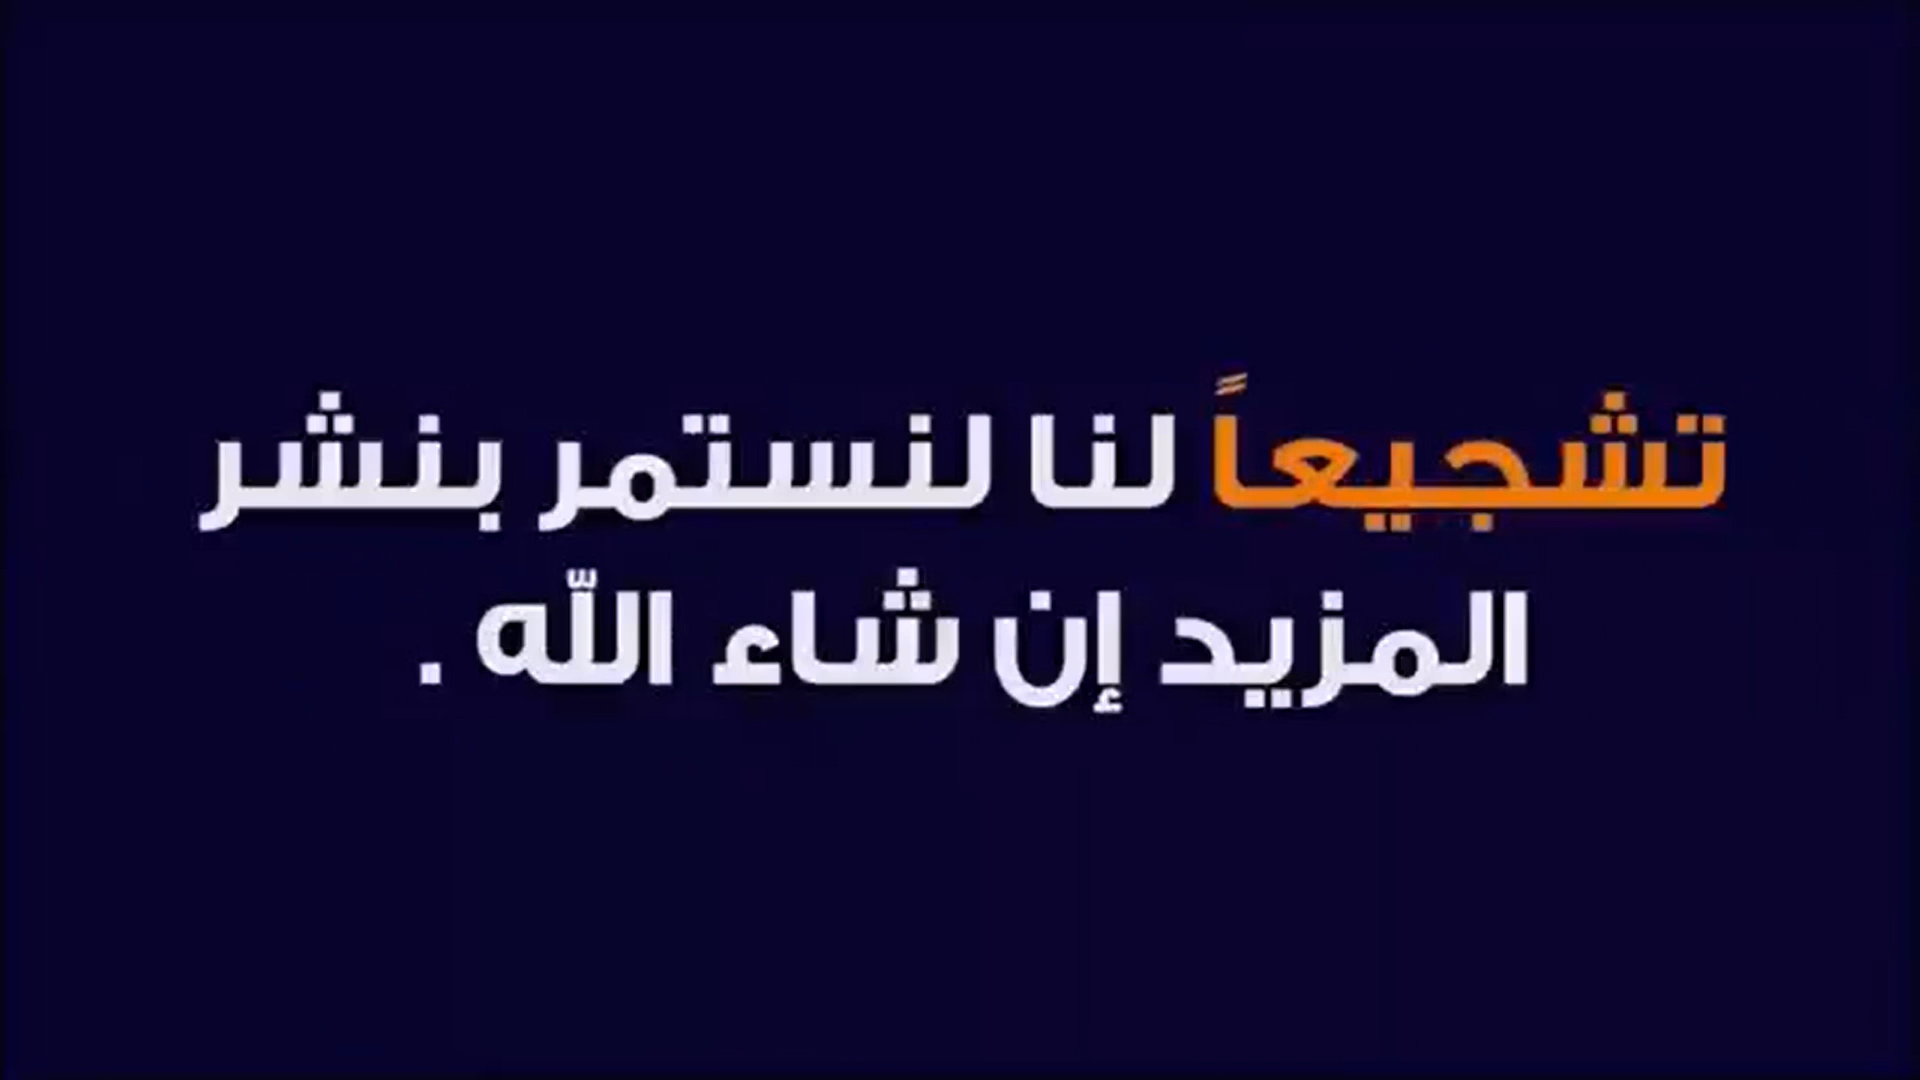 تشجيعاً لنا لنستمر بنشر
المزيد إن شاء اللّه .